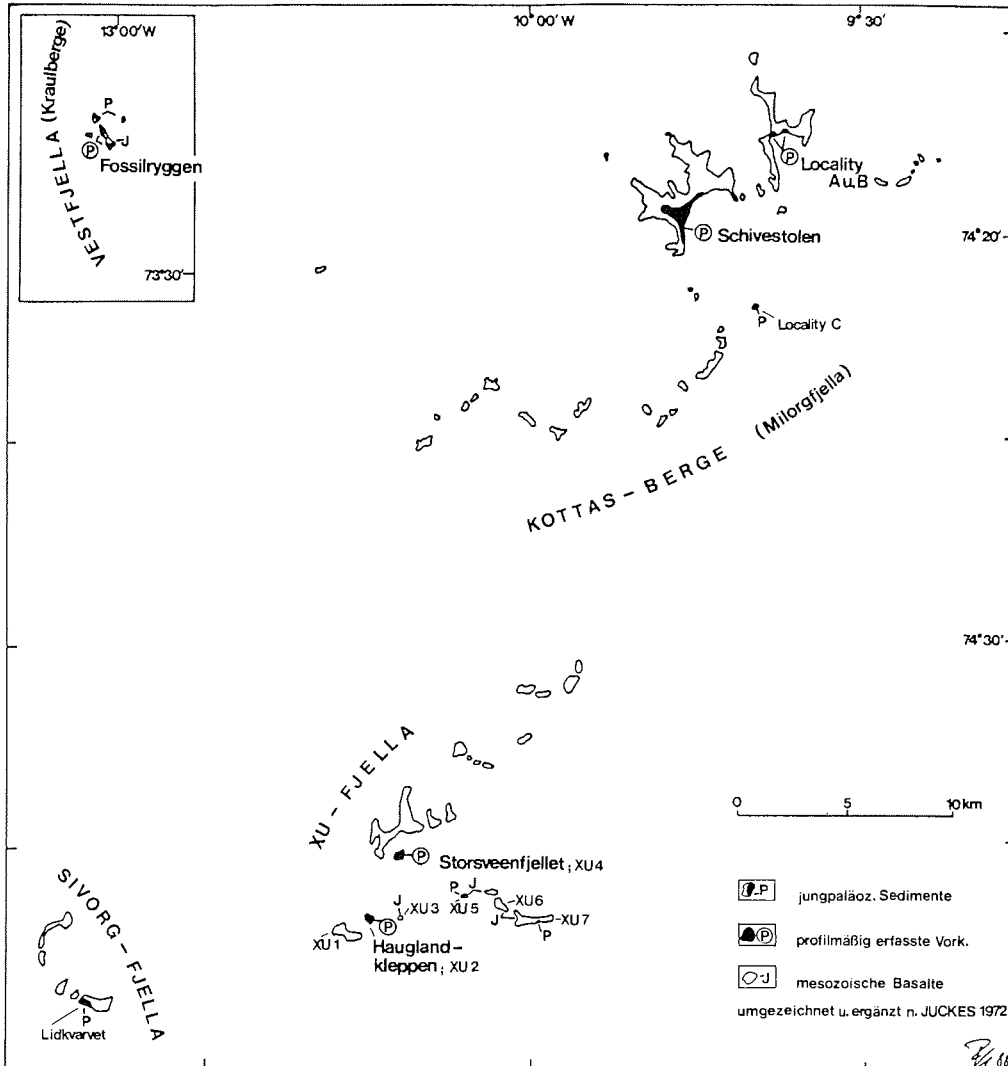 13°00'W
10°00'W
9°30'
VESTFJELLA (Kraulberge)
P
J
Ⓟ
Fossilryggen
73°30'
Ⓟ Locality
Au,B
Ⓟ Schivestolen
74°20'
P
Locality C
KOTTAS-BERGE (Milorgfjella)
74°30'
XU-FJELLA
0 5 10km
Ⓟ
Storsveenfjellet; XU4
P J
XU5
XU6
J
XU3
J
XU7
P
XU1
Ⓟ
Haugland-
kleppen; XU2
SIVORG-FJELLA
Lidkvarvet
P
P jungpaläoz. Sedimente
Ⓟ profilmäßig erfasste Vork.
J mesozoische Basalte
umgezeichnet u. ergänzt n. JUCKES 1972